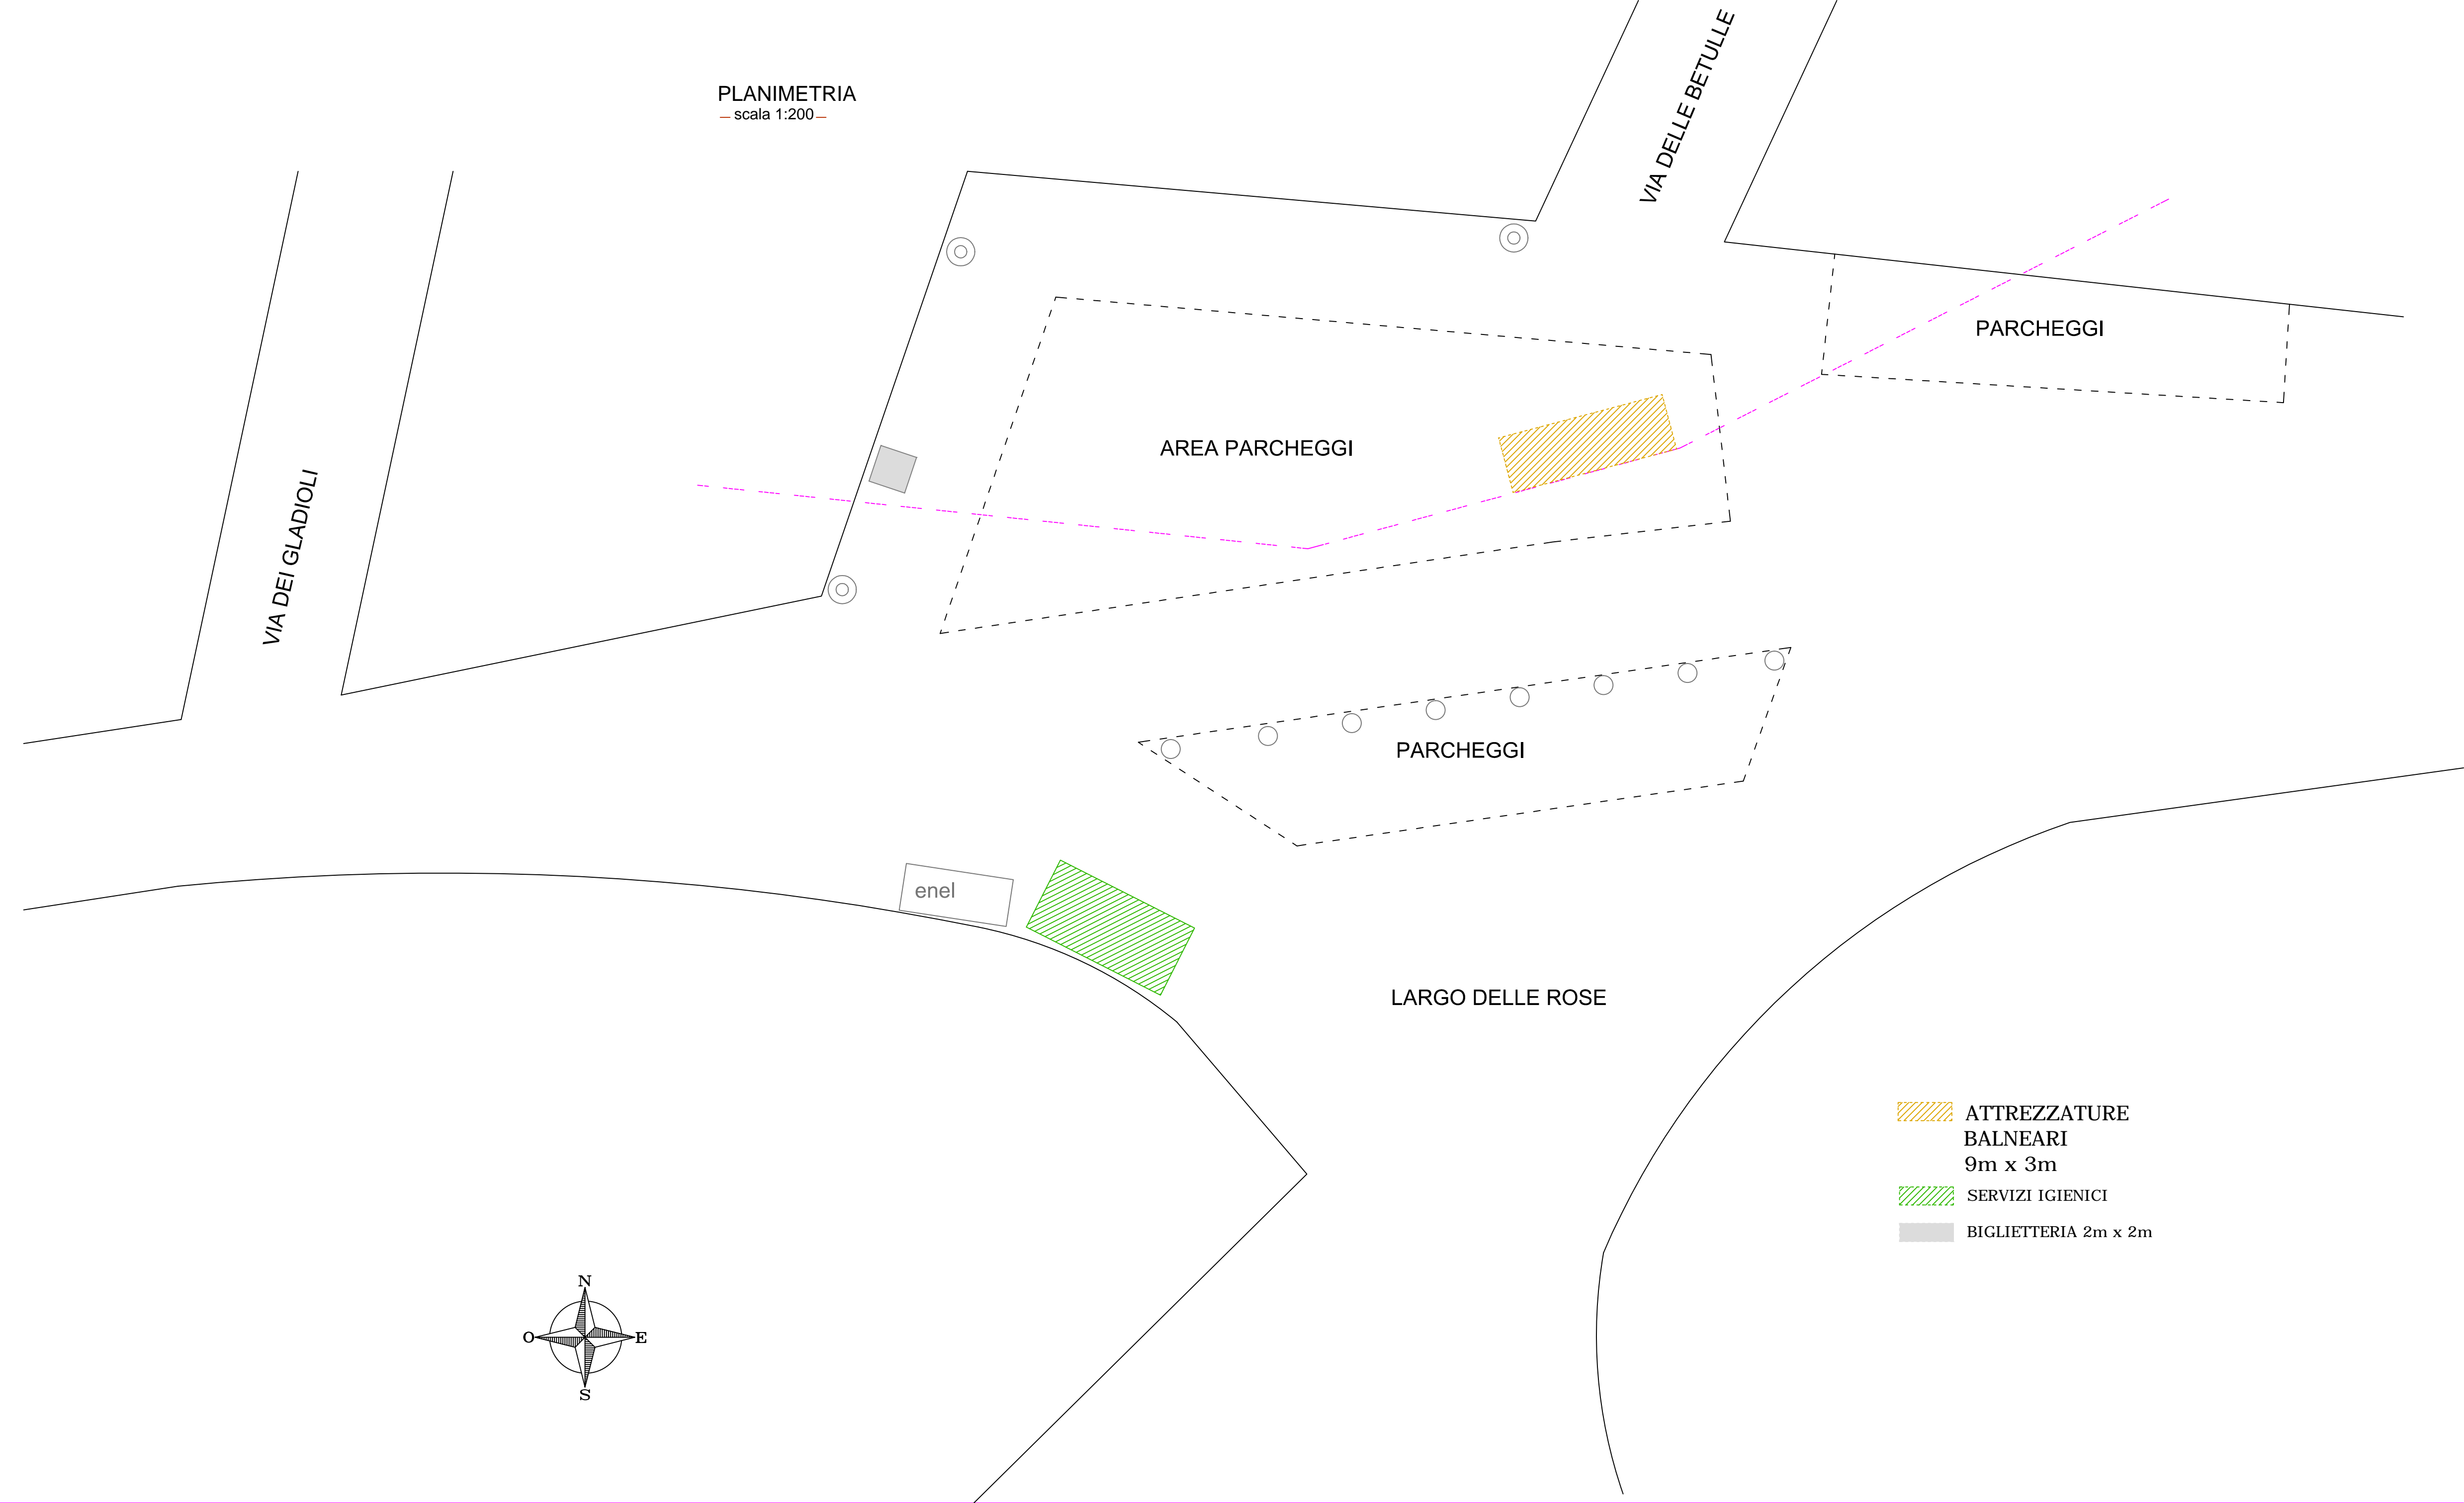 VIA DELLE BETULLE
PLANIMETRIA
scala 1:200
PARCHEGGI
AREA PARCHEGGI
VIA DEI GLADIOLI
PARCHEGGI
enel
LARGO DELLE ROSE
ATTREZZATURE
BALNEARI
9m x 3m
SERVIZI IGIENICI
BIGLIETTERIA 2m x 2m
N
O
E
S